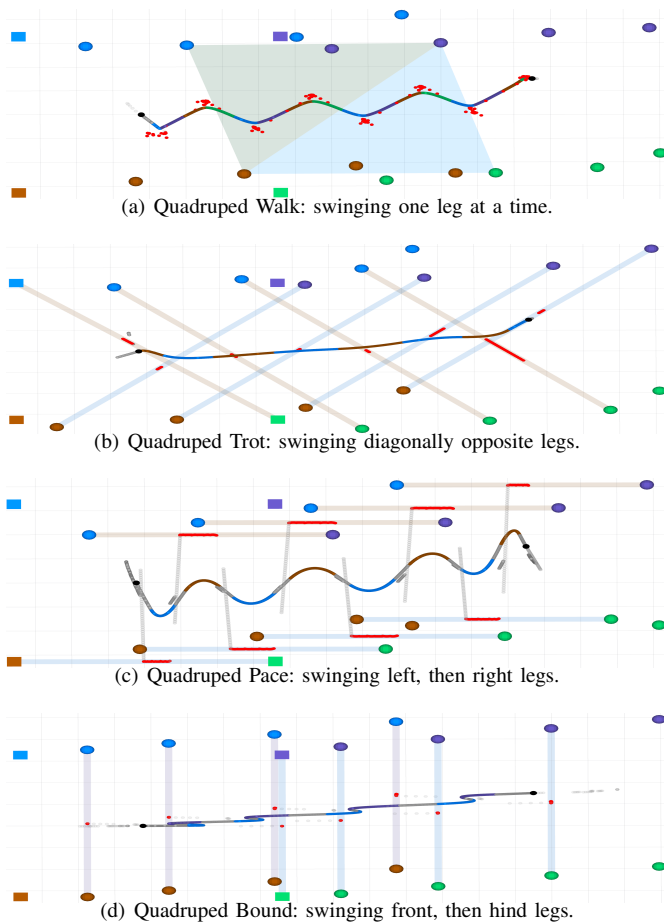 (a) Quadruped Walk: swinging one leg at a time.
(b) Quadruped Trot: swinging diagonally opposite legs.
(c) Quadruped Pace: swinging left, then right legs.
(d) Quadruped Bound: swinging front, then hind legs.